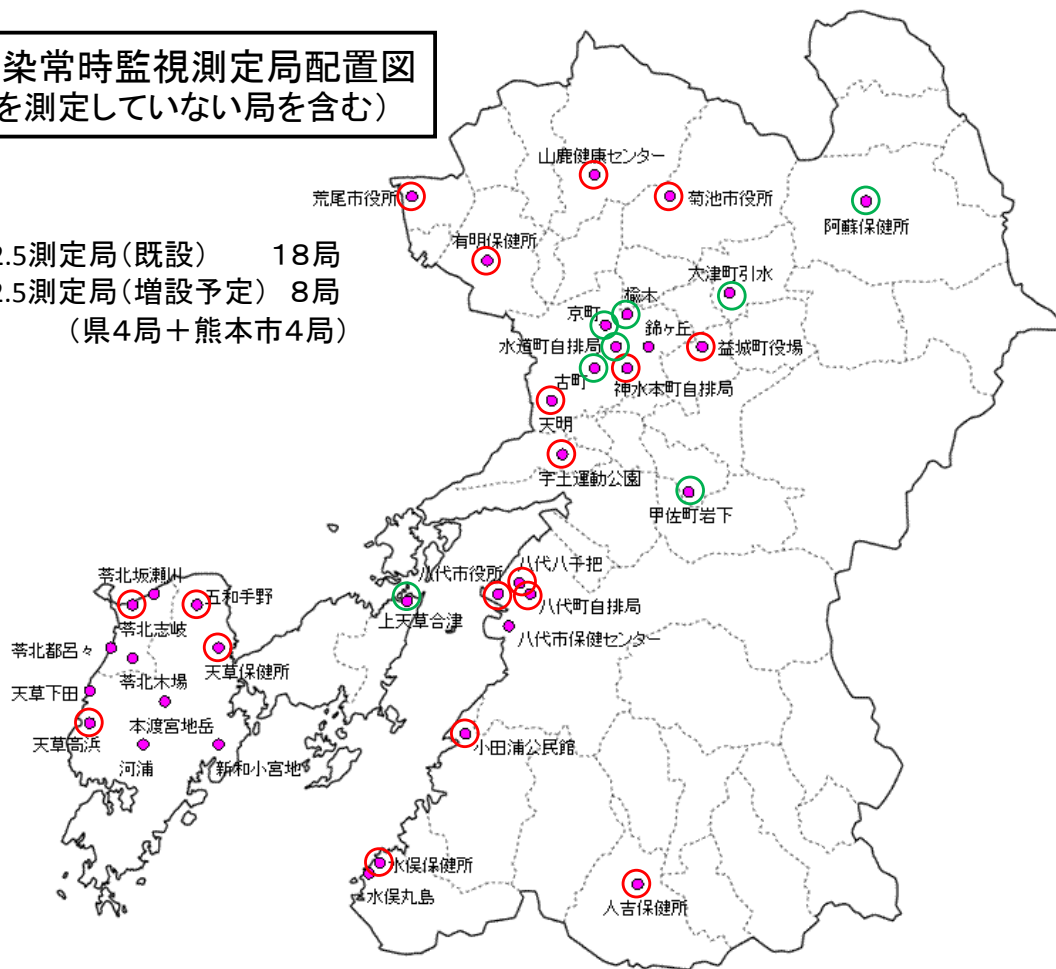 染常時監視測定局配置図
を測定していない局を含む）
2.5測定局（既設） 18局
2.5測定局（増設予定） 8局
（県4局＋熊本市4局）
山鹿健康センター
荒尾市役所
菊池市役所
阿蘇保健所
有明保健所
大津町引水
楡木
京町
錦ヶ丘
水道町自排局
益城町役場
古町
神水本町自排局
天明
宇土運動公園
甲佐町岩下
八代八千把
八代市役所
苓北坂瀬川
五和手野
八代町自排局
上天草合津
苓北志岐
八代市保健センター
苓北都呂々
天草保健所
苓北木場
天草下田
本渡宮地岳
天草高浜
小田浦公民館
河浦
新和小宮地
水俣保健所
水俣丸島
人吉保健所